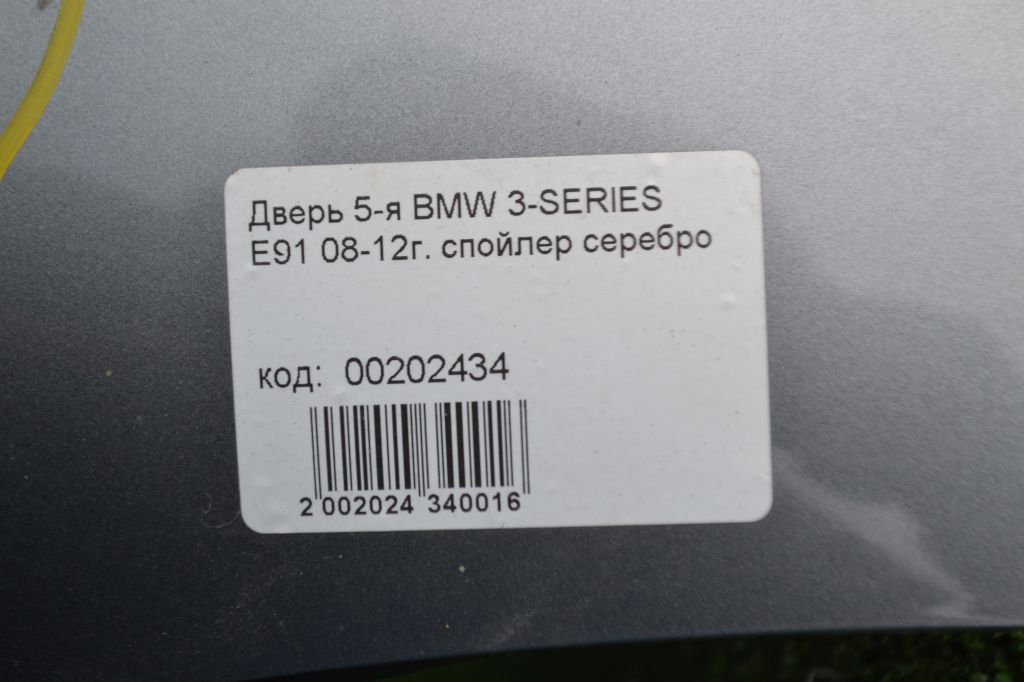 Дверь 5-я BMW 3-SERIES
E91 08-12г. спойлер серебро
код: 00202434
2 002024 340016